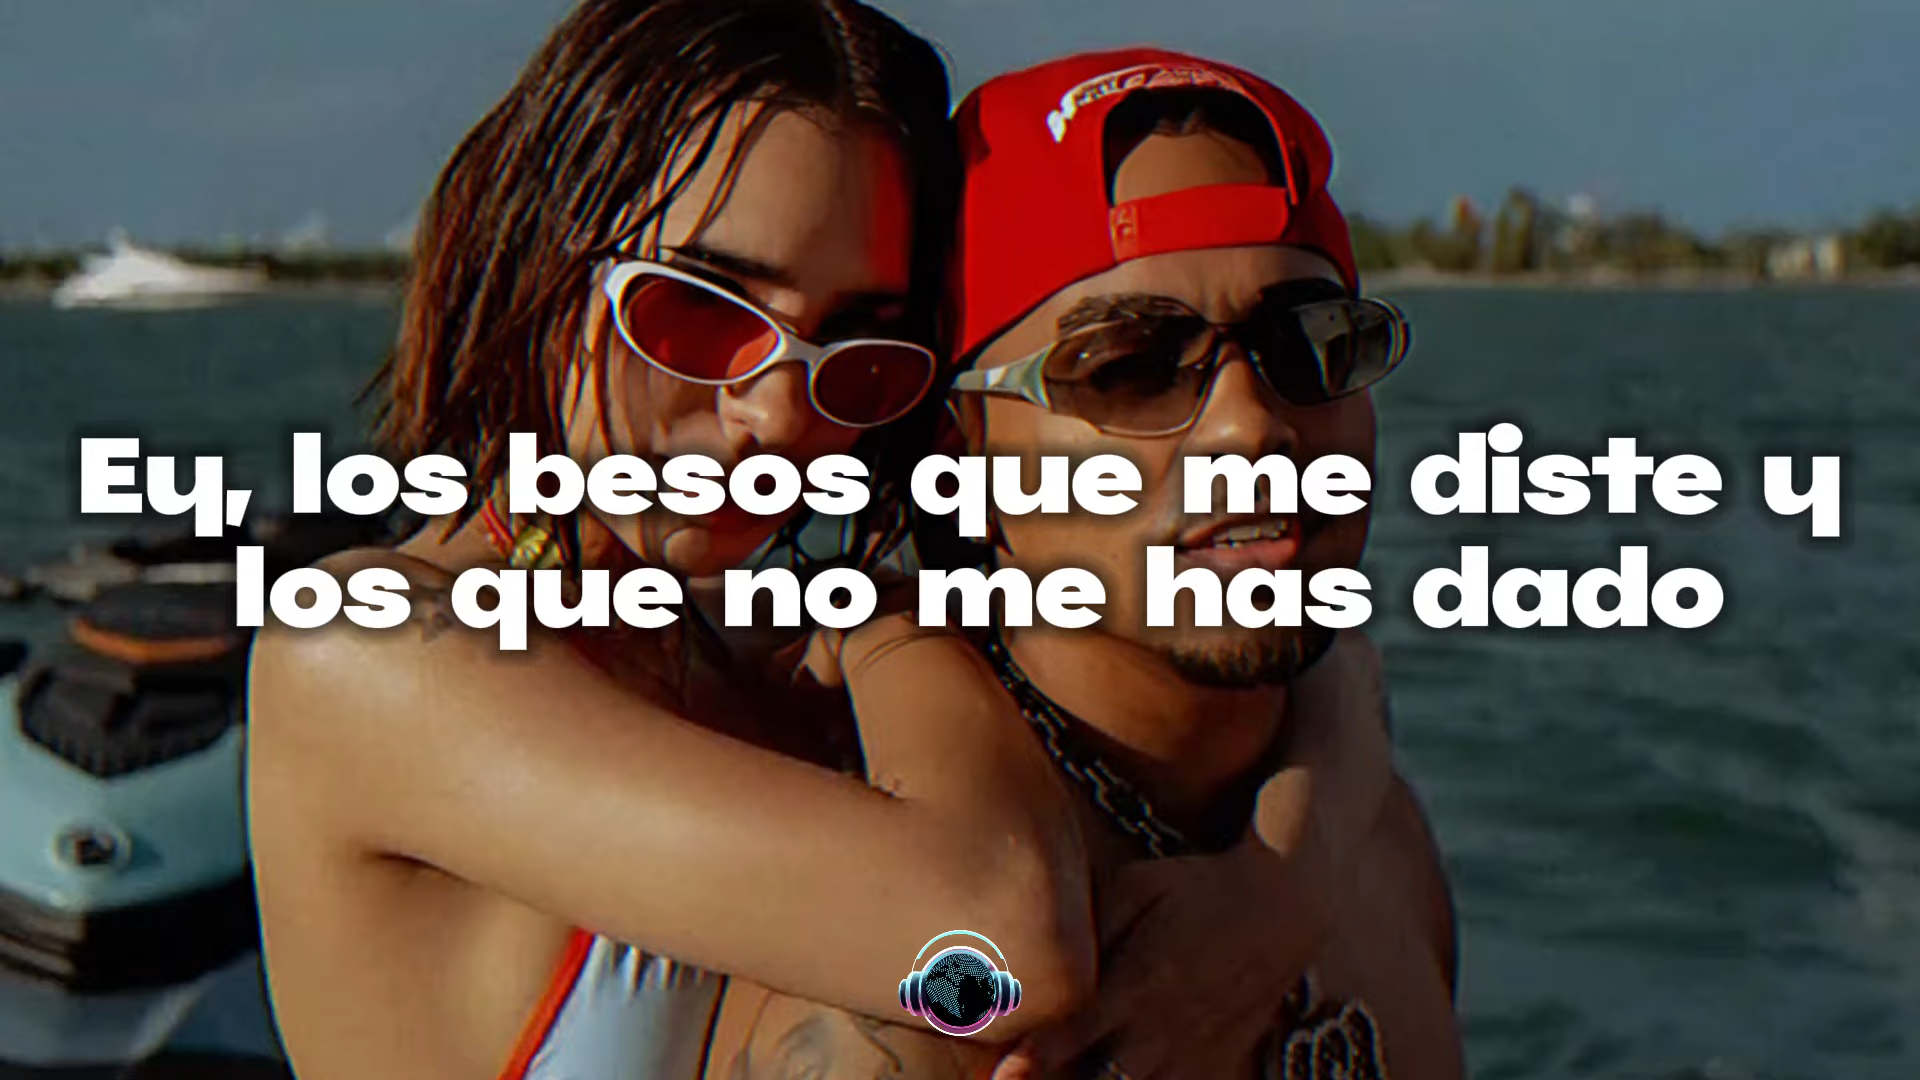 Ey, los besos que me diste y
los que no me has dado